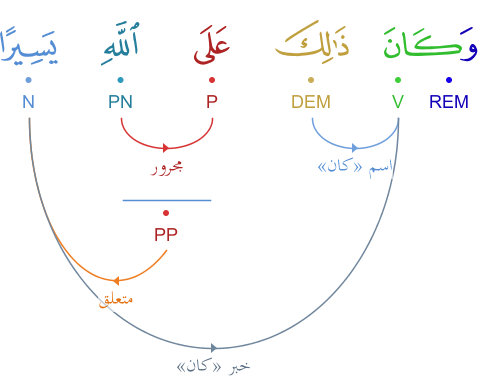 وَكَانَ ذَٰلِكَ عَلَى ٱللَّهِ يَسِيرًا
REM V DEM P PN N
اسم «كان»
مجرور
PP
متعلق
خبر «كان»